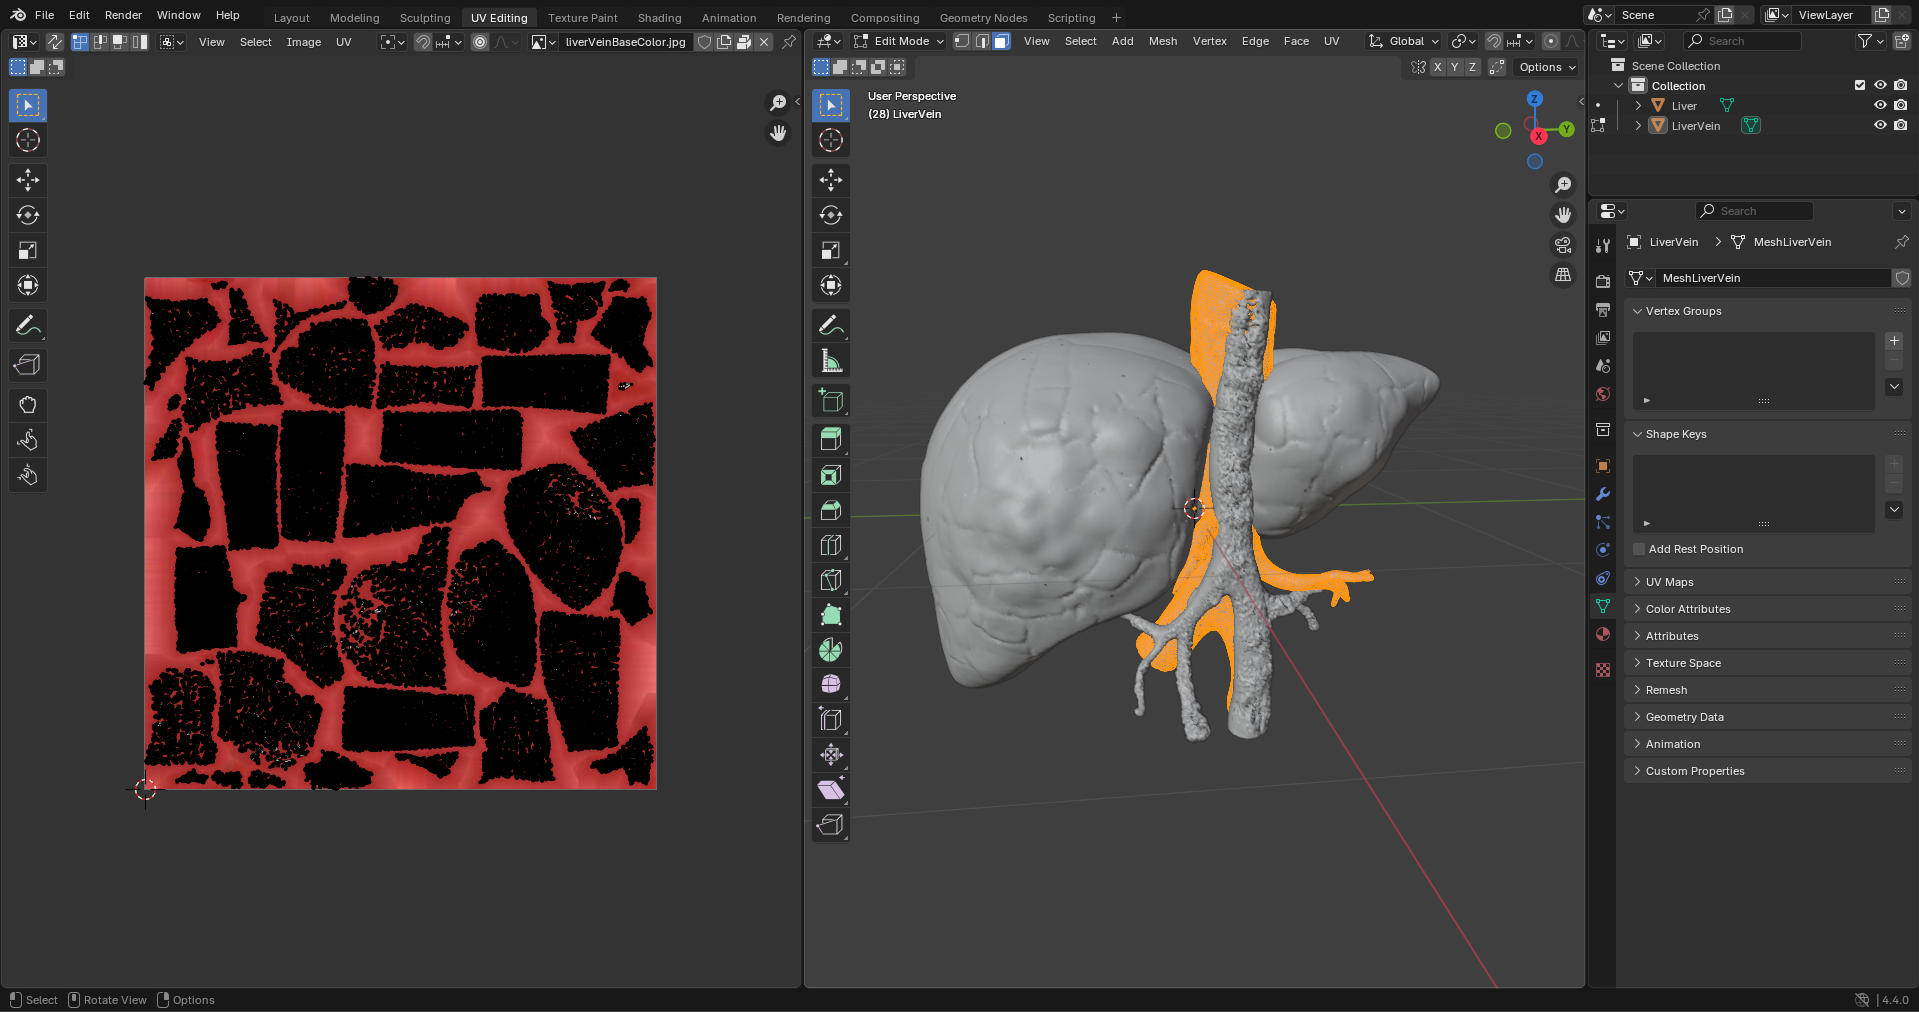 File Edit Render Window Help Layout Modeling Sculpting UV Editing Texture Paint Shading Animation Rendering Compositing Geometry Nodes Scripting + Scene ViewLayer
View Select Image UV liverVeinBaseColor.jpg
Edit Mode View Select Add Mesh Vertex Edge Face UV Global
X Y Z Options
User Perspective
(28) LiverVein
Z
Y
X
Search
Scene Collection
Collection
Liver
LiverVein
Search
LiverVein > MeshLiverVein
MeshLiverVein
Vertex Groups
Shape Keys
Add Rest Position
UV Maps
Color Attributes
Attributes
Texture Space
Remesh
Geometry Data
Animation
Custom Properties
Select Rotate View Options
4.4.0